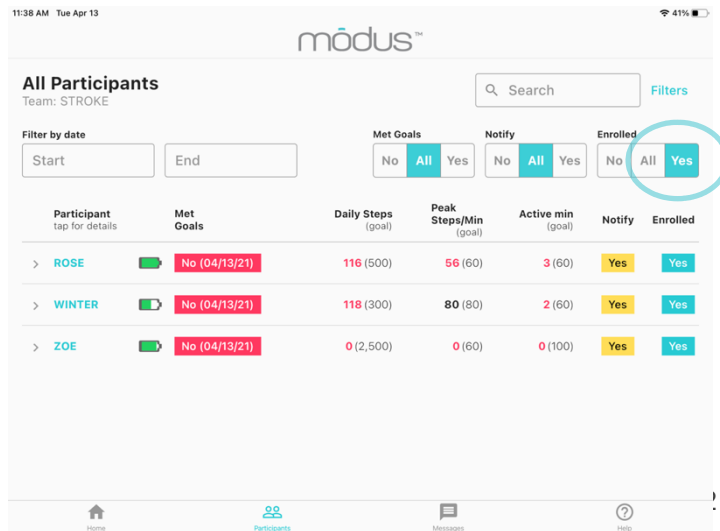 11:38 AM Tue Apr 13 41%
mōdus™
All Participants
Team: STROKE
Search
Filters
Filter by date
Met Goals
Notify
Enrolled
Start
End
No All Yes
No All Yes
No All Yes
Participant
tap for details
Met
Goals
Daily Steps
(goal)
Peak
Steps/Min
(goal)
Active min
(goal)
Notify
Enrolled
> ROSE No (04/13/21) 116 (500) 56 (60) 3 (60) Yes Yes
> WINTER No (04/13/21) 118 (300) 80 (80) 2 (60) Yes Yes
> ZOE No (04/13/21) 0 (2,500) 0 (60) 0 (100) Yes Yes
Home
Participants
Messages
Help